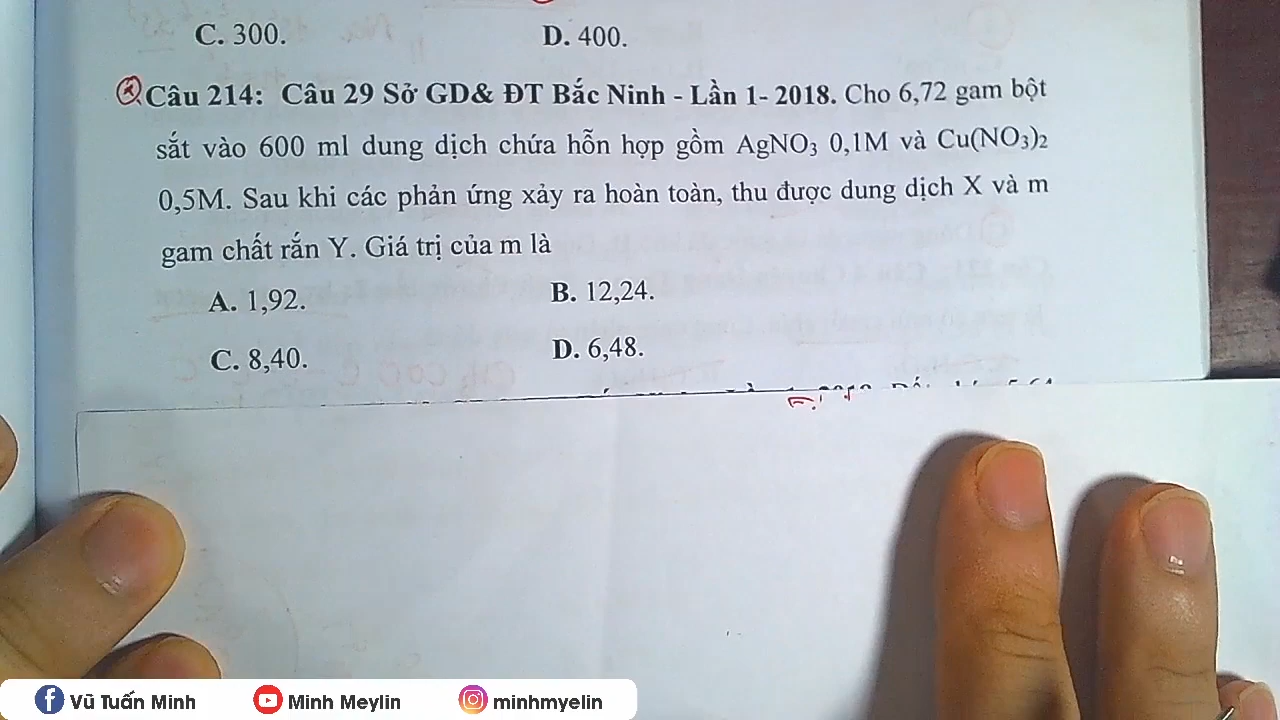 C. 300. D. 400.
Câu 214: Câu 29 Sở GD& ĐT Bắc Ninh - Lần 1- 2018. Cho 6,72 gam bột
sắt vào 600 ml dung dịch chứa hỗn hợp gồm AgNO₃ 0,1M và Cu(NO₃)₂
0,5M. Sau khi các phản ứng xảy ra hoàn toàn, thu được dung dịch X và m
gam chất rắn Y. Giá trị của m là
A. 1,92. B. 12,24.
C. 8,40. D. 6,48.
Vũ Tuấn Minh Minh Meylin minhmyelin